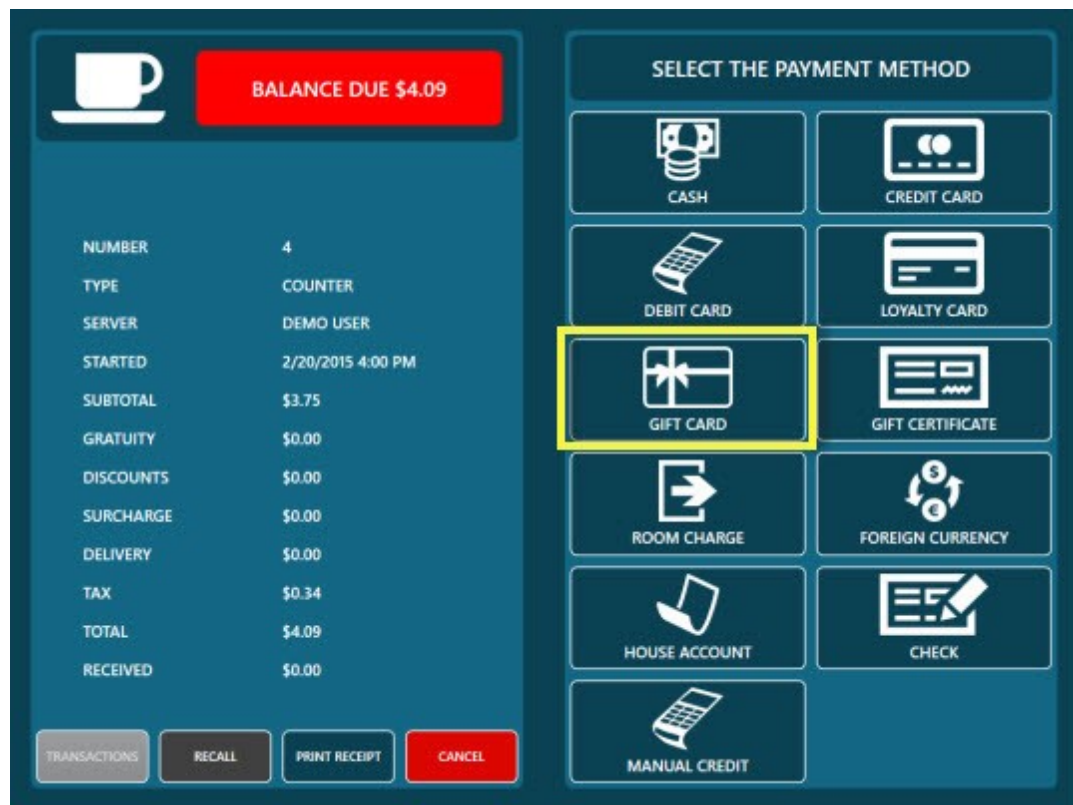 BALANCE DUE $4.09
NUMBER 4
TYPE COUNTER
SERVER DEMO USER
STARTED 2/20/2015 4:00 PM
SUBTOTAL $3.75
GRATUITY $0.00
DISCOUNTS $0.00
SURCHARGE $0.00
DELIVERY $0.00
TAX $0.34
TOTAL $4.09
RECEIVED $0.00
TRANSACTIONS RECALL PRINT RECEIPT CANCEL
SELECT THE PAYMENT METHOD
CASH CREDIT CARD
DEBIT CARD LOYALTY CARD
GIFT CARD GIFT CERTIFICATE
$
€
ROOM CHARGE FOREIGN CURRENCY
HOUSE ACCOUNT CHECK
MANUAL CREDIT